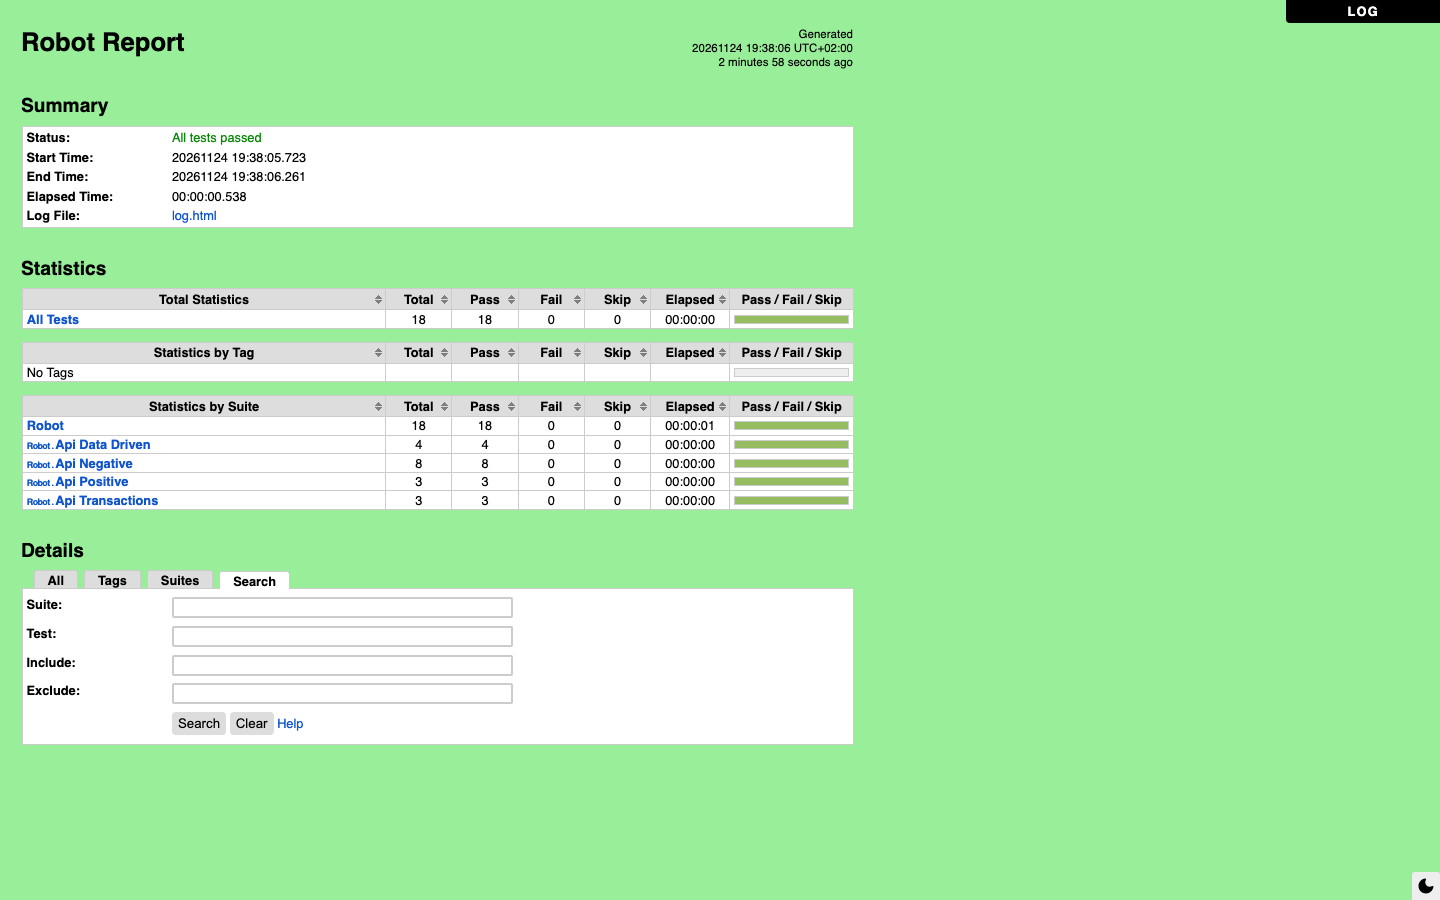 LOG
Robot Report
Generated
20261124 19:38:06 UTC+02:00
2 minutes 58 seconds ago
Summary
Status: All tests passed
Start Time: 20261124 19:38:05.723
End Time: 20261124 19:38:06.261
Elapsed Time: 00:00:00.538
Log File: log.html
Statistics
Total Statistics Total Pass Fail Skip Elapsed Pass / Fail / Skip
All Tests 18 18 0 0 00:00:00
Statistics by Tag Total Pass Fail Skip Elapsed Pass / Fail / Skip
No Tags
Statistics by Suite Total Pass Fail Skip Elapsed Pass / Fail / Skip
Robot 18 18 0 0 00:00:01
Robot.Api Data Driven 4 4 0 0 00:00:00
Robot.Api Negative 8 8 0 0 00:00:00
Robot.Api Positive 3 3 0 0 00:00:00
Robot.Api Transactions 3 3 0 0 00:00:00
Details
All Tags Suites Search
Suite:
Test:
Include:
Exclude:
Search Clear Help